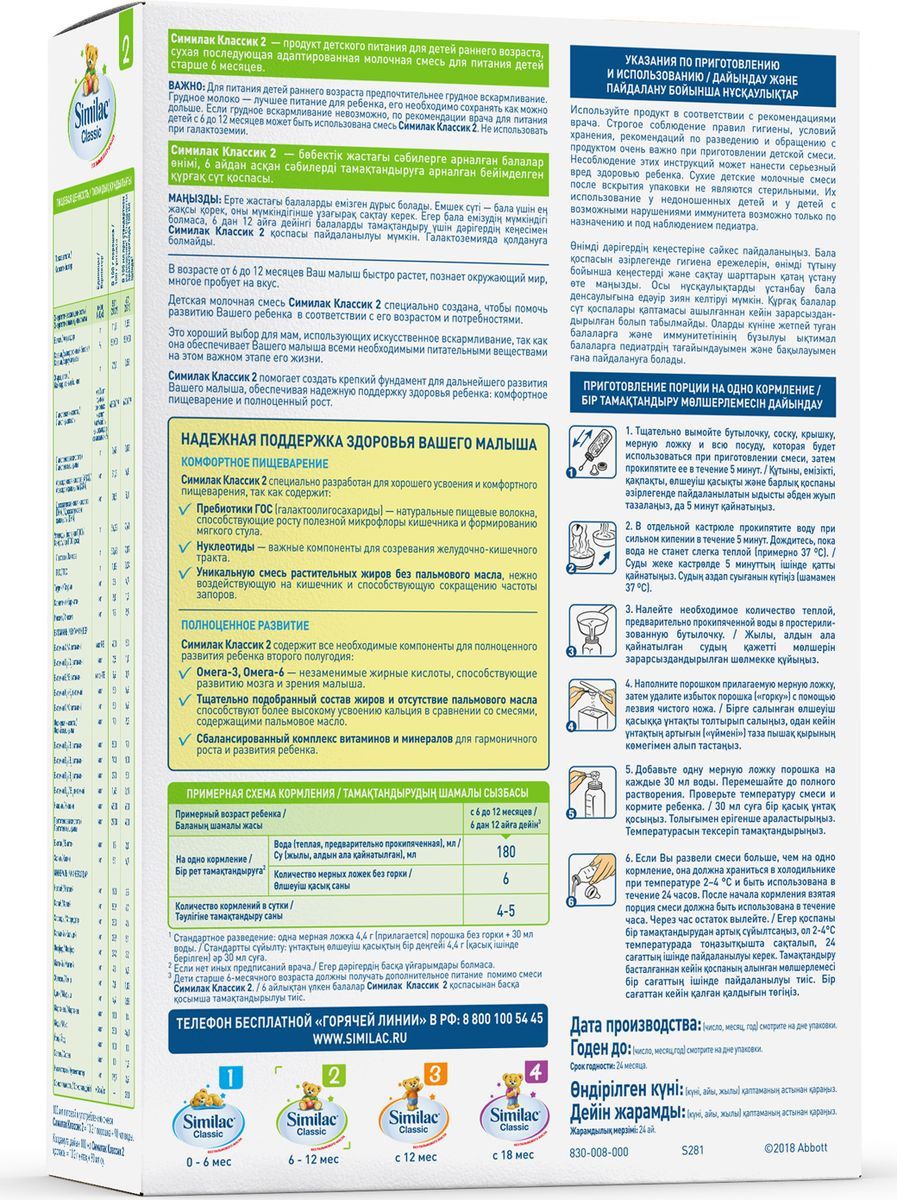 Симилак Классик 2 — продукт детского питания для детей раннего возраста,
сухая последующая адаптированная молочная смесь для питания детей
старше 6 месяцев.
ВАЖНО: Для питания детей раннего возраста предпочтительнее грудное вскармливание.
Грудное молоко — лучшее питание для ребенка, его необходимо сохранять как можно
дольше. Если грудное вскармливание невозможно, по рекомендации врача для питания
детей с 6 до 12 месяцев может быть использована смесь Симилак Классик 2. Не использовать
при галактоземии.
Симилак Классик 2 — бөбектік жастағы сәбилерге арналған балалар
өнімі, 6 айдан асқан сәбилерді тамақтандыруға арналған бейімделген
құрғақ сүт қоспасы.
МАҢЫЗДЫ: Ерте жастағы балаларды емізген дұрыс болады. Емшек сүті — бала үшін ең
жақсы қорек, оны мүмкіндігінше ұзағырақ сақтау керек. Егер бала емізудің мүмкіндігі
болмаса, 6 дан 12 айға дейінгі балаларды тамақтандыру үшін дәрігердің кеңесімен
Симилак Классик 2 қоспасы пайдаланылуы мүмкін. Галактоземияда қолдануға
болмайды.
В возрасте от 6 до 12 месяцев Ваш малыш быстро растет, познает окружающий мир,
многое пробует на вкус.
Детская молочная смесь Симилак Классик 2 специально создана, чтобы помочь
развитию Вашего ребенка в соответствии с его возрастом и потребностями.
Это хороший выбор для мам, использующих искусственное вскармливание, так как
она обеспечивает Вашего малыша всеми необходимыми питательными веществами
на этом важном этапе его жизни.
Симилак Классик 2 помогает создать крепкий фундамент для дальнейшего развития
Вашего малыша, обеспечивая надежную поддержку здоровья ребенка: комфортное
пищеварение и полноценный рост.
НАДЕЖНАЯ ПОДДЕРЖКА ЗДОРОВЬЯ ВАШЕГО МАЛЫША
КОМФОРТНОЕ ПИЩЕВАРЕНИЕ
Симилак Классик 2 специально разработан для хорошего усвоения и комфортного
пищеварения, так как содержит:
✓ Пребиотики ГОС (галактоолигосахариды) — натуральные пищевые волокна,
способствующие росту полезной микрофлоры кишечника и формированию
мягкого стула.
✓ Нуклеотиды — важные компоненты для созревания желудочно-кишечного
тракта.
✓ Уникальную смесь растительных жиров без пальмового масла, нежно
воздействующую на кишечник и способствующую сокращению частоты
запоров.
ПОЛНОЦЕННОЕ РАЗВИТИЕ
Симилак Классик 2 содержит все необходимые компоненты для полноценного
развития ребенка второго полугодия:
✓ Омега-3, Омега-6 — незаменимые жирные кислоты, способствующие
развитию мозга и зрения малыша.
✓ Тщательно подобранный состав жиров и отсутствие пальмового масла
способствуют более высокому усвоению кальция в сравнении со смесями,
содержащими пальмовое масло.
✓ Сбалансированный комплекс витаминов и минералов для гармоничного
роста и развития ребенка.
ПРИМЕРНАЯ СХЕМА КОРМЛЕНИЯ / ТАМАҚТАНДЫРУДЫҢ ШАМАЛЫ СЫЗБАСЫ
Примерный возраст ребенка /
Баланың шамалы жасы
с 6 до 12 месяцев /
6 дан 12 айға дейін³
На одно кормление /
Бір рет тамақтандыруға²
Вода (теплая, предварительно прокипяченная), мл /
Су (жылы, алдын ала қайнатылған), мл
180
Количество мерных ложек без горки /
Өлшеуіш қасық саны
6
Количество кормлений в сутки /
Тәулігіне тамақтандыру саны
4-5
¹ Стандартное разведение: одна мерная ложка 4,4 г (прилагается) порошка без горки + 30 мл
воды. / Стандартты сұйылту: ұнтақтың өлшеуіш қасықтың бір деңгейі 4,4 г (қасық ішінде
берілген) әр 30 мл суға.
² Если нет иных предписаний врача./ Егер дәрігердің басқа ұйғарымдары болмаса.
³ Дети старше 6-месячного возраста должны получать дополнительное питание помимо смеси
Симилак Классик 2. / 6 айлықтан үлкен балалар Симилак Классик 2 қоспасынан басқа
қосымша тамақтандырылуы тиіс.
ТЕЛЕФОН БЕСПЛАТНОЙ «ГОРЯЧЕЙ ЛИНИИ» В РФ: 8 800 100 54 45
WWW.SIMILAC.RU
1
Similac
Classic
0 - 6 мес
2
Similac
Classic
6 - 12 мес
3
Similac
Classic
с 12 мес
4
Similac
Classic
с 18 мес
УКАЗАНИЯ ПО ПРИГОТОВЛЕНИЮ
И ИСПОЛЬЗОВАНИЮ / ДАЙЫНДАУ ЖӘНЕ
ПАЙДАЛАНУ БОЙЫНША НҰСҚАУЛЫҚТАР
Используйте продукт в соответствии с рекомендациями
врача. Строгое соблюдение правил гигиены, условий
хранения, рекомендаций по разведению и обращению с
продуктом очень важно при приготовлении детской смеси.
Несоблюдение этих инструкций может нанести серьезный
вред здоровью ребенка. Сухие детские молочные смеси
после вскрытия упаковки не являются стерильными. Их
использование у недоношенных детей и у детей с
возможными нарушениями иммунитета возможно только по
назначению и под наблюдением педиатра.
Өнімді дәрігердің кеңестеріне сәйкес пайдаланыңыз. Бала
қоспасын әзірлегенде гигиена ережелерін, өнімді тұтыну
бойынша кеңестерді және сақтау шарттарын қатаң ұстану
өте маңызды. Осы нұсқаулықтарды ұстанбау бала
денсаулығына едәуір зиян келтіруі мүмкін. Құрғақ балалар
сүт қоспалары қаптамасы ашылғаннан кейін зарарсыздан-
дырылған болып табылмайды. Оларды күніне жетпей туған
балаларға және иммунитетінің бұзылуы ықтимал
балаларға педиатрдің тағайындауымен және бақылауымен
ғана пайдалануға болады.
ПРИГОТОВЛЕНИЕ ПОРЦИИ НА ОДНО КОРМЛЕНИЕ /
БІР ТАМАҚТАНДЫРУ МӨЛШЕРЛЕМЕСІН ДАЙЫНДАУ
1
1. Тщательно вымойте бутылочку, соску, крышку,
мерную ложку и всю посуду, которая будет
использоваться при приготовлении смеси, затем
прокипятите ее в течение 5 минут. / Құтыны, емізікті,
қақпақты, өлшеуіш қасықты және барлық қоспаны
әзірлегенде пайдаланылатын ыдысты әбден жуып
тазалаңыз, да 5 минут қайнатыңыз.
2
2. В отдельной кастрюле прокипятите воду при
сильном кипении в течение 5 минут. Дождитесь, пока
вода не станет слегка теплой (примерно 37 °С). /
Суды жеке кастрөлде 5 минуттың ішінде қатты
қайнатыңыз. Судың аздап суығанын күтіңіз (шамамен
37 °С).
3
3. Налейте необходимое количество теплой,
предварительно прокипяченной воды в простерили-
зованную бутылочку. / Жылы, алдын ала
қайнатылған судың қажетті мөлшерін
зарарсыздандырылған шөлмекке құйыңыз.
4
4. Наполните порошком прилагаемую мерную ложку,
затем удалите избыток порошка («горку») с помощью
лезвия чистого ножа. / Бірге салынған өлшеуіш
қасыққа ұнтақты толтырып салыңыз, одан кейін
ұнтақтың артығын («үймені») таза пышақ қырының
көмегімен алып тастаңыз.
5
5. Добавьте одну мерную ложку порошка на
каждые 30 мл воды. Перемешайте до полного
растворения. Проверьте температуру смеси и
кормите ребенка. / 30 мл суға бір қасық ұнтақ
қосыңыз. Толығымен ерігенше араластырыңыз.
Температурасын тексеріп тамақтандырыңыз.
6
6. Если Вы развели смеси больше, чем на одно
кормление, она должна храниться в холодильнике
при температуре 2–4 °С и быть использована в
течение 24 часов. После начала кормления взятая
порция смеси должна быть использована в течение
часа. Через час остаток вылейте. / Егер қоспаны
бір тамақтандырудан артық сұйылтсаңыз, ол 2-4°С
температурада тоңазытқышта сақталып, 24
сағаттың ішінде пайдаланылуы керек. Тамақтандыру
басталғаннан кейін қоспаның алынған мөлшерлемесі
бір сағаттың ішінде пайдаланылуы тиіс. Бір
сағаттан кейін қалған қалдығын төгіңіз.
Дата производства: (число, месяц, год) смотрите на дне упаковки.
Годен до: (число, месяц,год) смотрите на дне упаковки.
Срок годности: 24 месяца.
Өндірілген күні: (күні, айы, жылы) қаптаманың астынан қараңыз.
Дейін жарамды: (күні, айы, жылы) қаптаманың астынан қараңыз.
Жарамдылық мерзімі: 24 ай.
830-008-000 S281 ©2018 Abbott
2
Similac
Classic